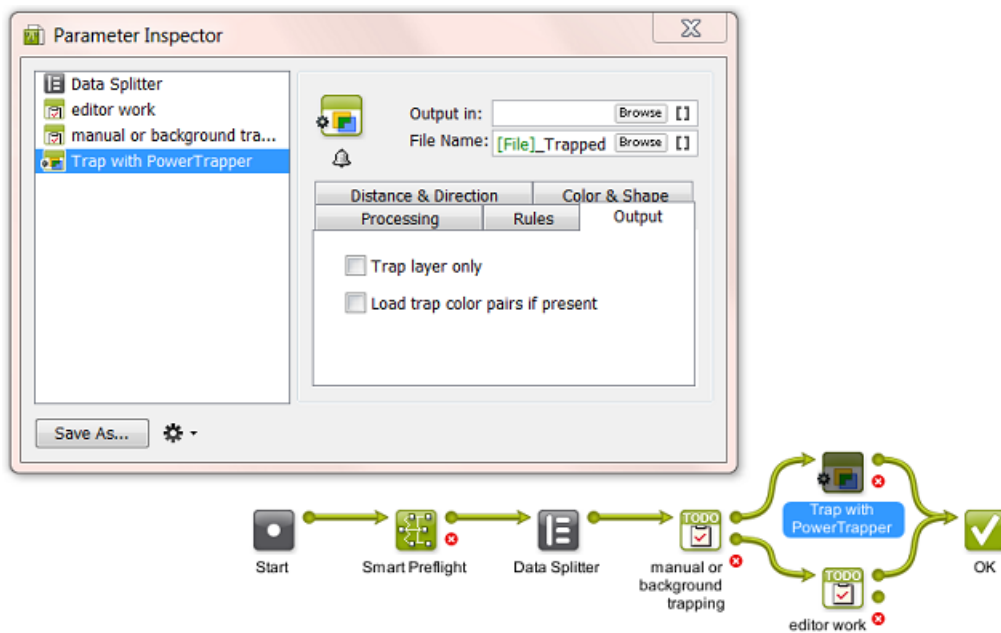 Parameter Inspector
Data Splitter
editor work
manual or background tra...
Trap with PowerTrapper
Output in:
Browse
[]
File Name:
[File]_Trapped
Browse
[]
Distance & Direction
Color & Shape
Processing
Rules
Output
Trap layer only
Load trap color pairs if present
Save As...
Start
Smart Preflight
Data Splitter
TODO
manual or
background
trapping
Trap with
PowerTrapper
TODO
editor work
OK